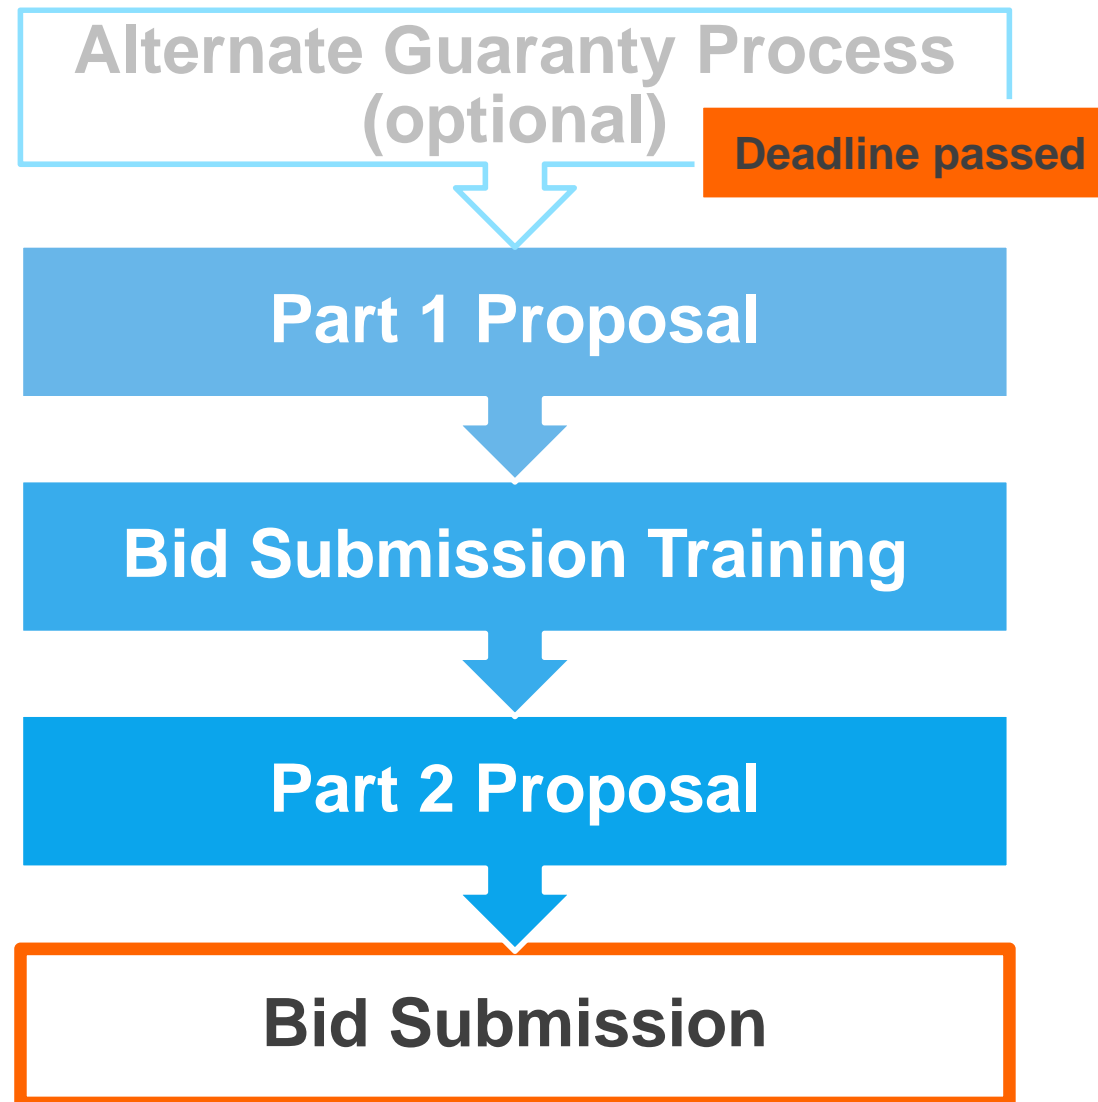 Alternate Guaranty Process
(optional)
Deadline passed
Part 1 Proposal
Bid Submission Training
Part 2 Proposal
Bid Submission